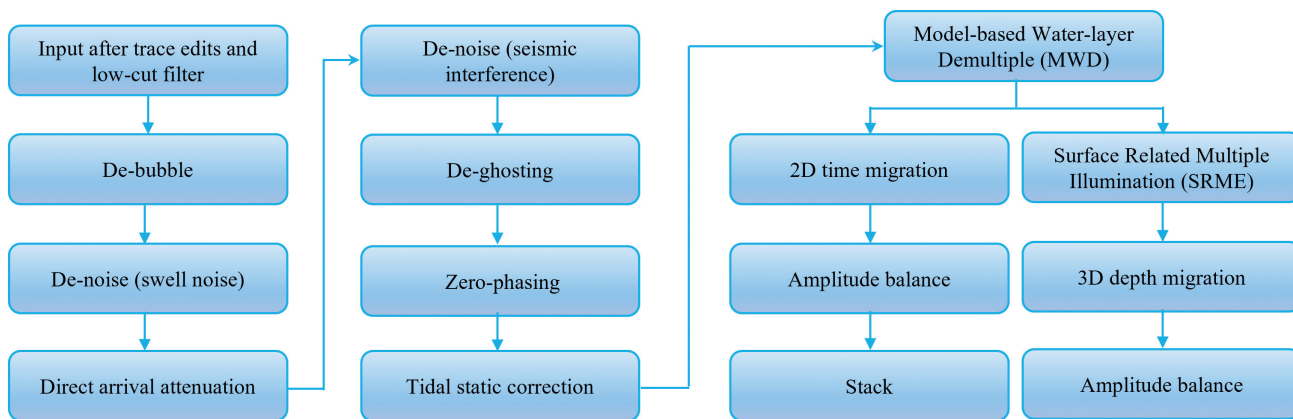 Input after trace edits and
low-cut filter
De-bubble
De-noise (swell noise)
Direct arrival attenuation
De-noise (seismic
interference)
De-ghosting
Zero-phasing
Tidal static correction
Model-based Water-layer
Demultiple (MWD)
2D time migration
Amplitude balance
Stack
Surface Related Multiple
Illumination (SRME)
3D depth migration
Amplitude balance